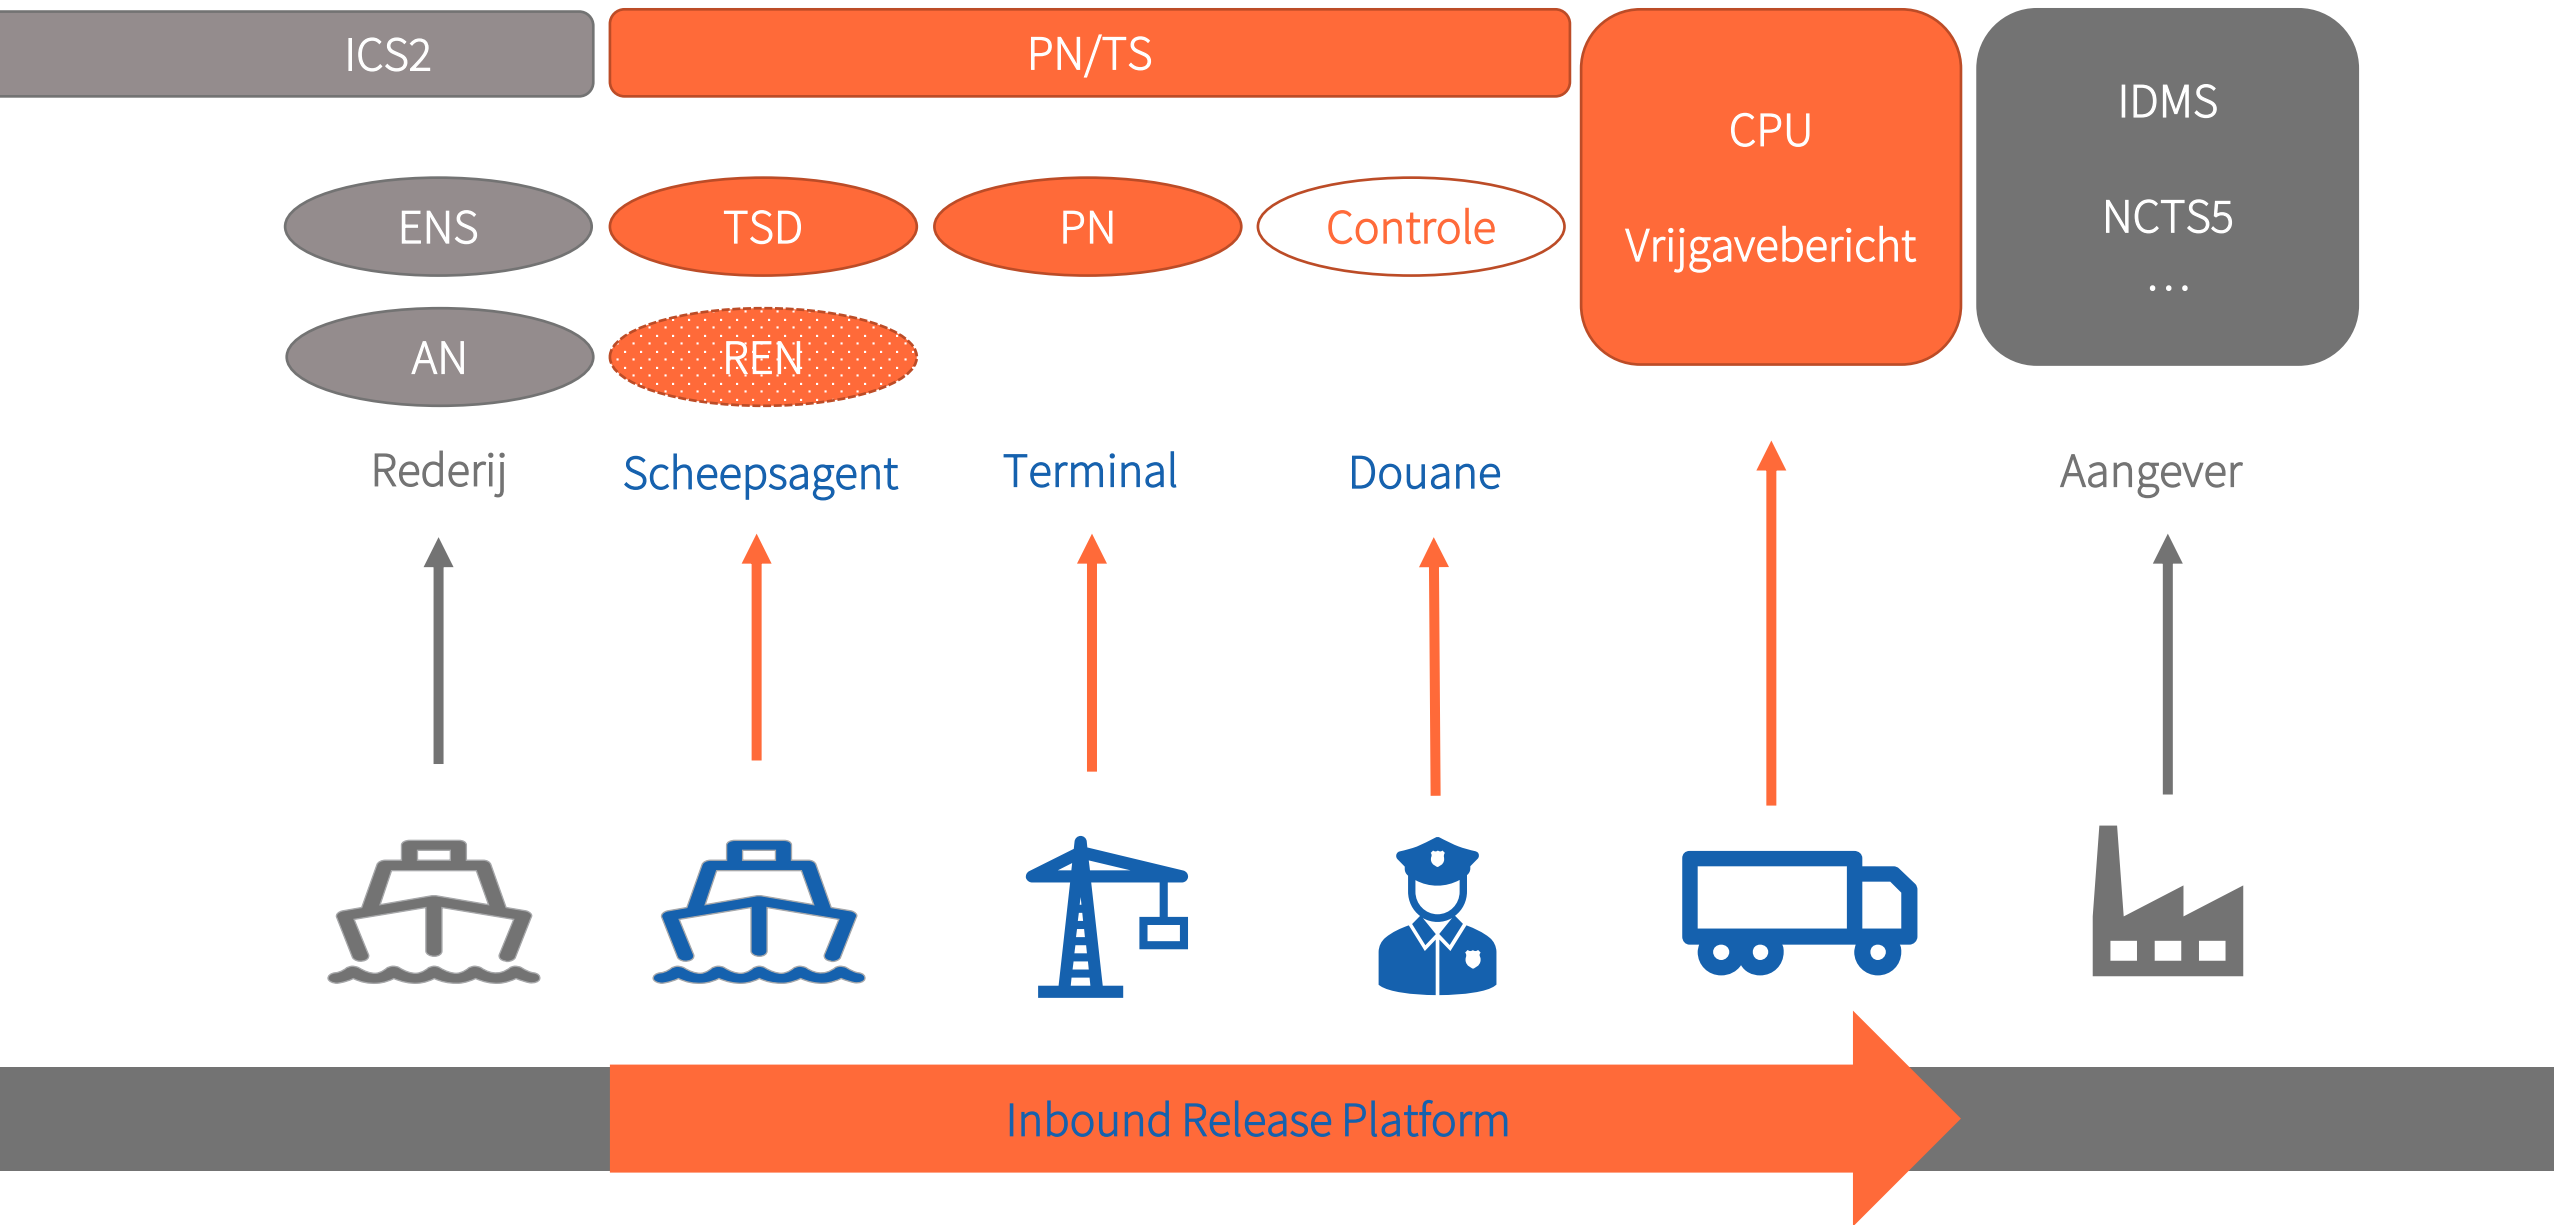 ICS2
PN/TS
CPU
Vrijgavebericht
IDMS
NCTS5
...
ENS
TSD
PN
Controle
AN
REN
Rederij
Scheepsagent
Terminal
Douane
Aangever
Inbound Release Platform